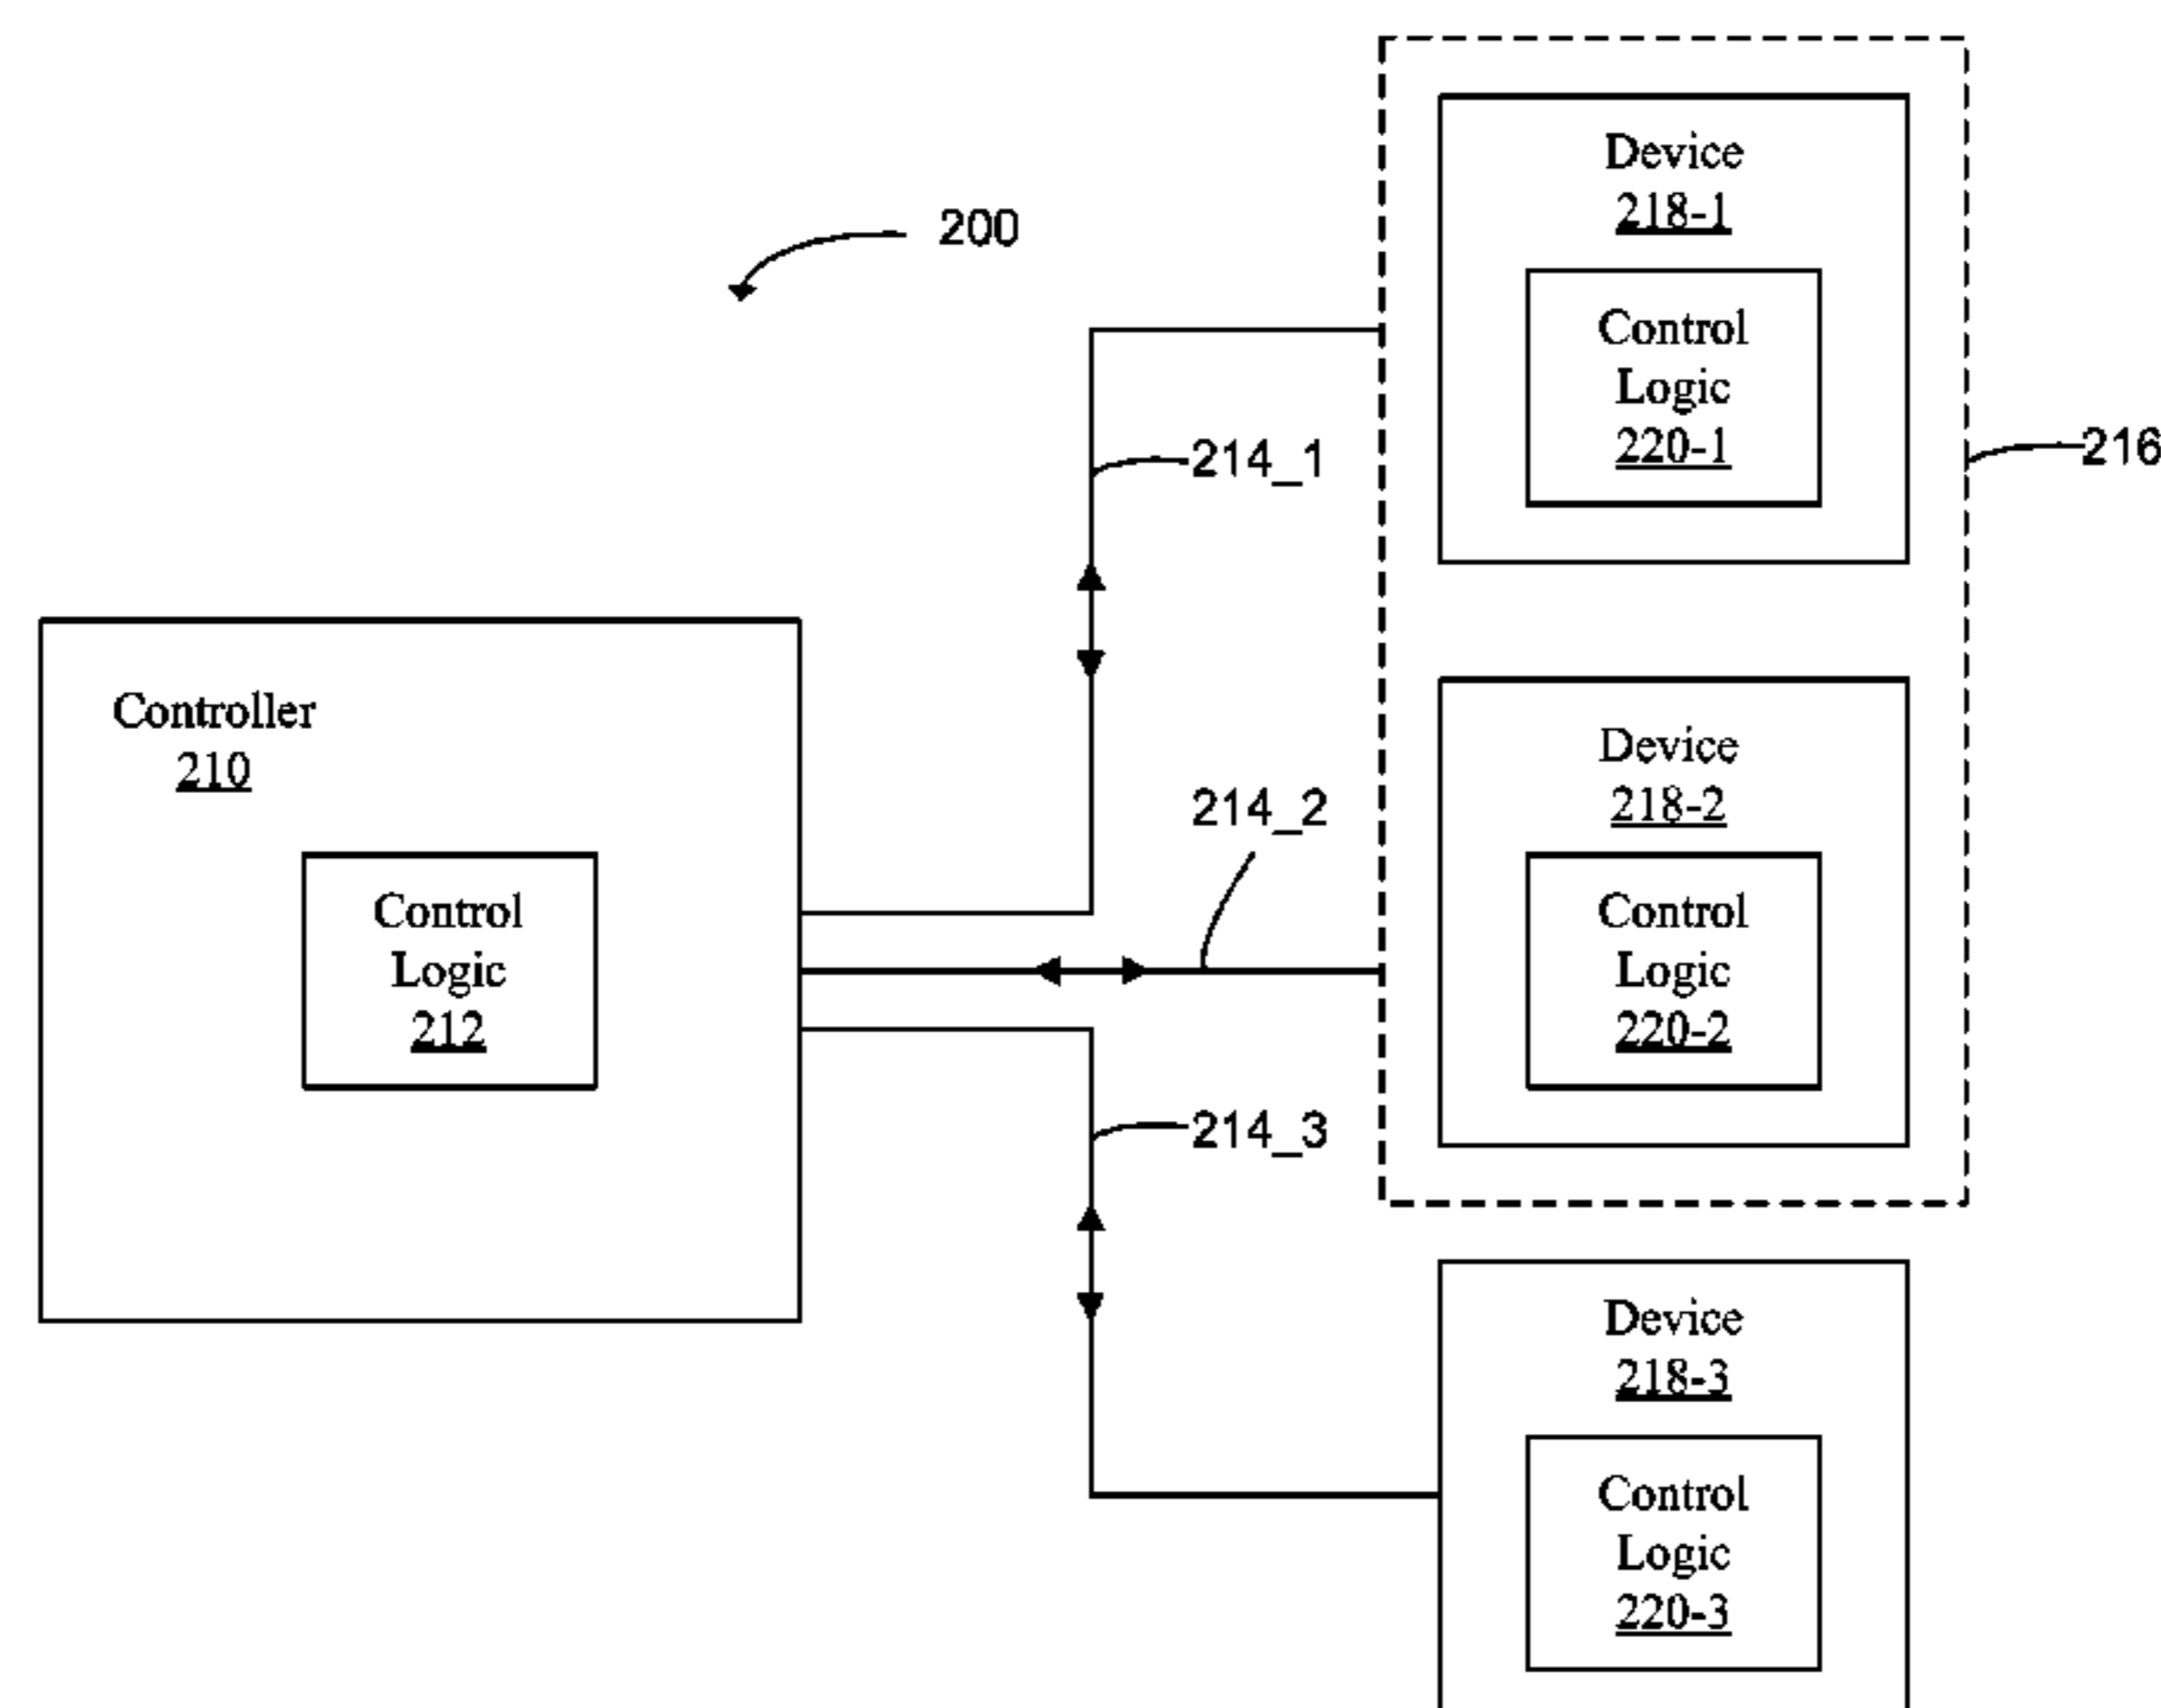 200
Device
218-1
Control
Logic
220-1
216
214_1
Controller
210
Control
Logic
212
214_2
Device
218-2
Control
Logic
220-2
214_3
Device
218-3
Control
Logic
220-3